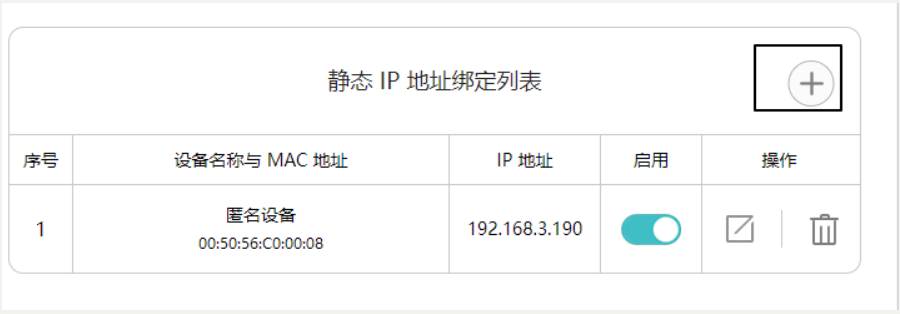 静态 IP 地址绑定列表
序号 设备名称与 MAC 地址 IP 地址 启用 操作
1 匿名设备 192.168.3.190
00:50:56:C0:00:08